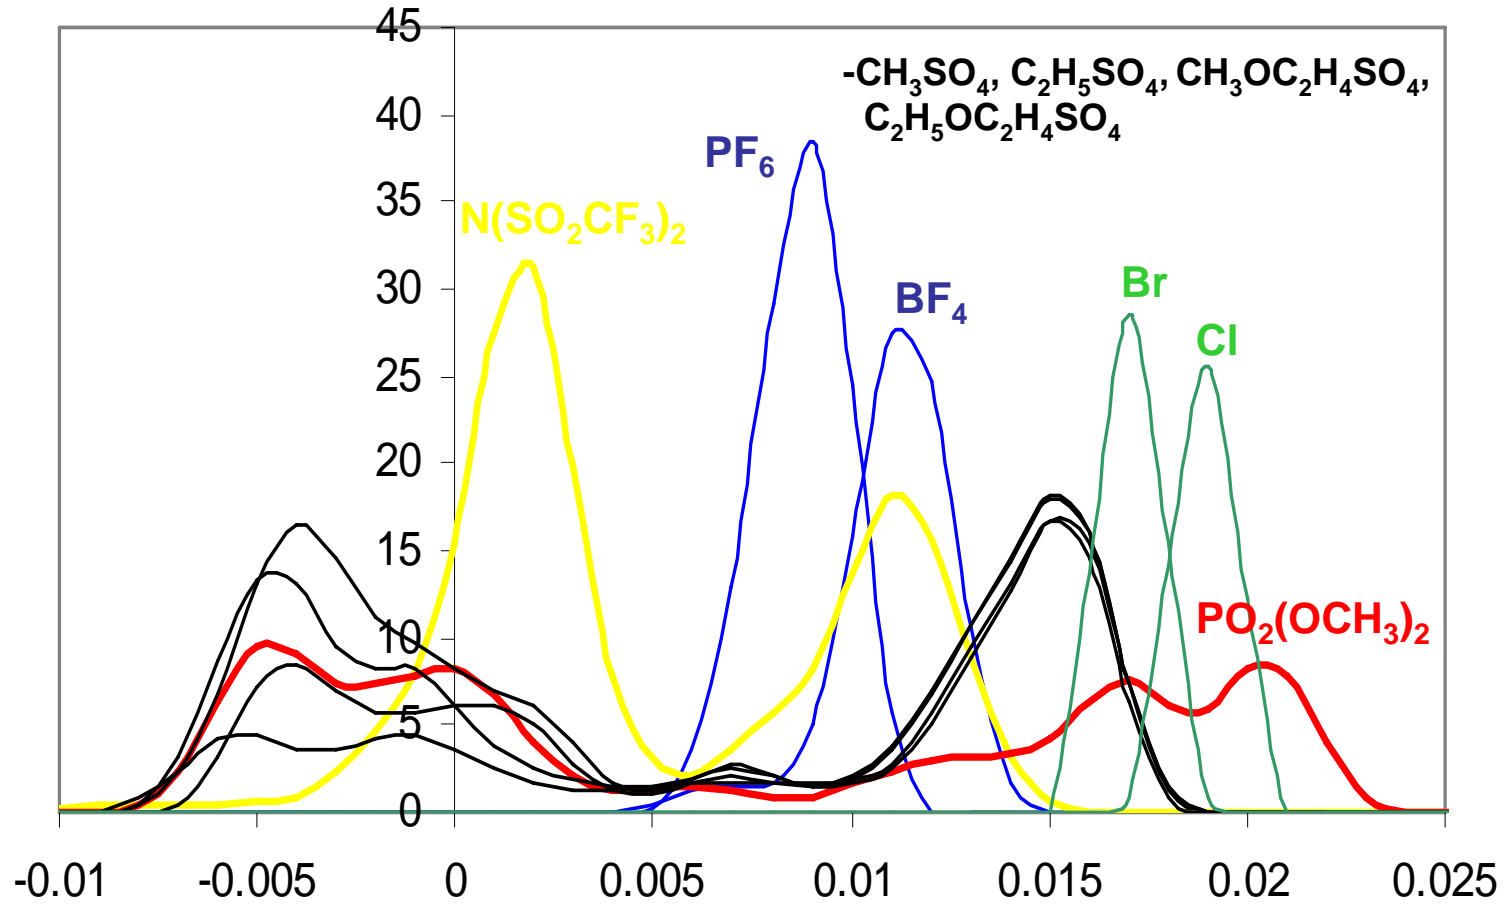 45
-CH₃SO₄, C₂H₅SO₄, CH₃OC₂H₄SO₄,
C₂H₅OC₂H₄SO₄
40
PF₆
35
N(SO₂CF₃)₂
30
BF₄
Br
Cl
25
20
15
10
PO₂(OCH₃)₂
5
0
-0.01 -0.005 0 0.005 0.01 0.015 0.02 0.025